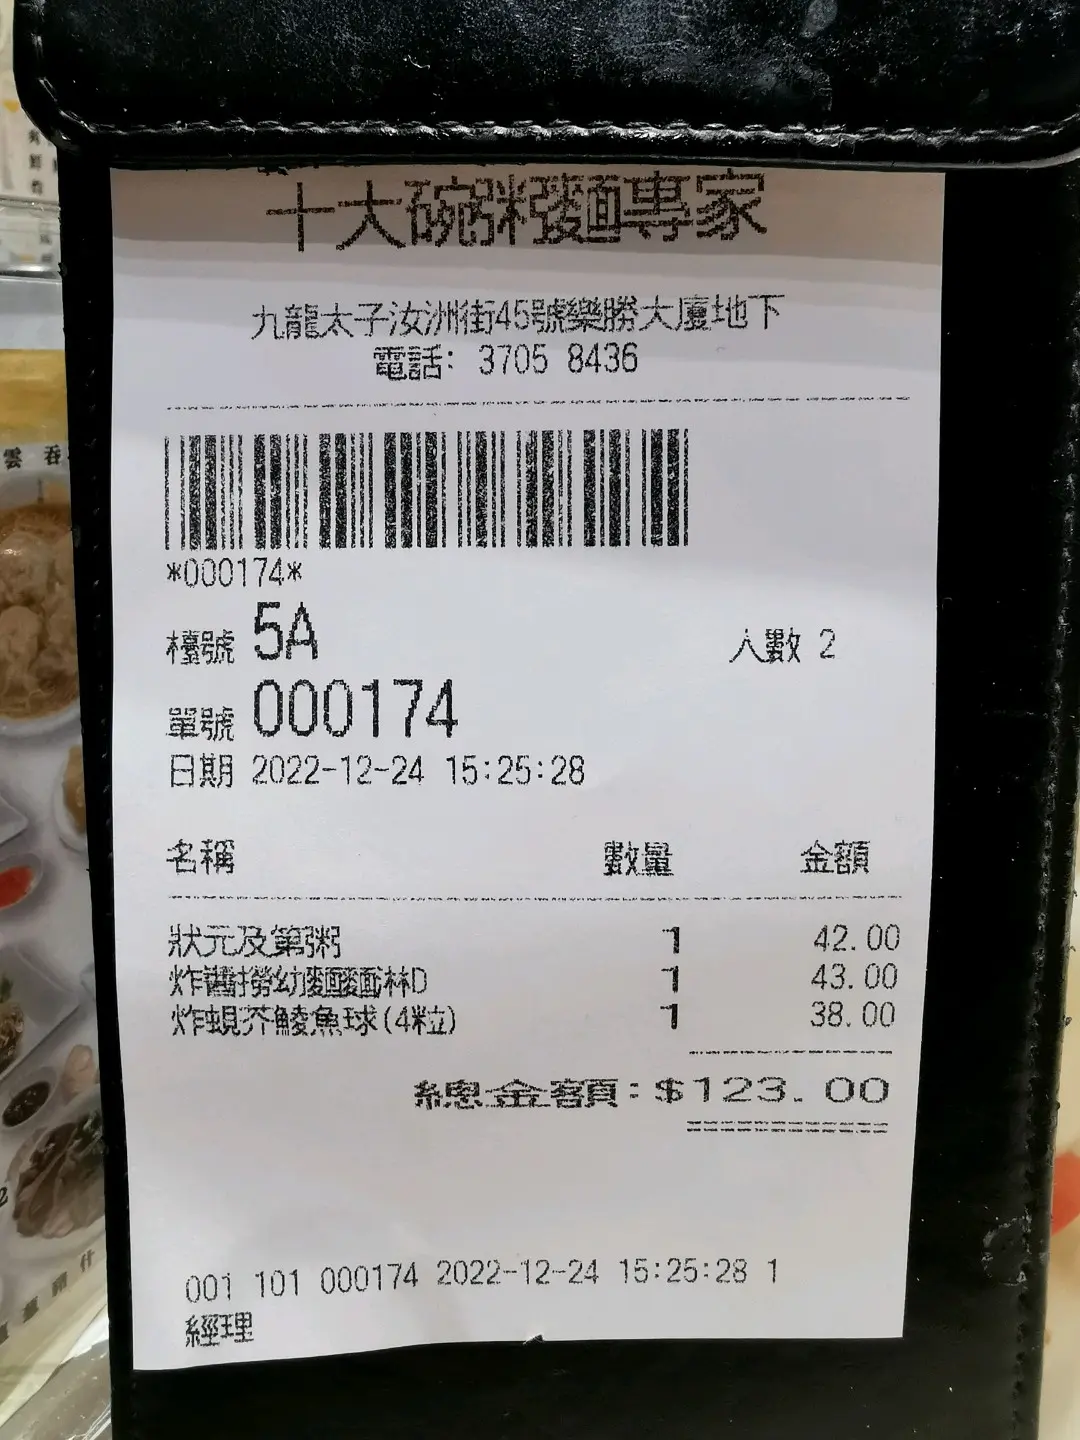 十大碗粥麵專家
九龍太子汝洲街45號樂勝大廈地下
電話: 3705 8436
*000174*
檯號 5A 人數 2
單號 000174
日期 2022-12-24 15:25:28
名稱 數量 金額
狀元及第粥 1 42.00
炸醬撈幼麵麵林D 1 43.00
炸蜆芥鯪魚球(4粒) 1 38.00
總金額:$123.00
001 101 000174 2022-12-24 15:25:28 1
經理
雲 吞